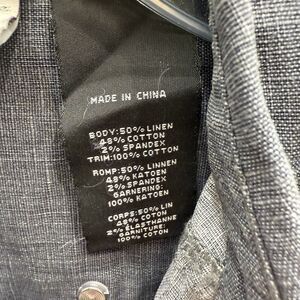 MADE IN CHINA
BODY:50% LINEN
48% COTTON
2% SPANDEX
TRIM:100% COTTON
ROMP:50% LINNEN
48% KATOEN
2% SPANDEX
GARNERING:
100% KATOEN
CORPS:50% LIN
48% COTON
2% ÉLASTHANNE
GARNITURE:
100% COTON